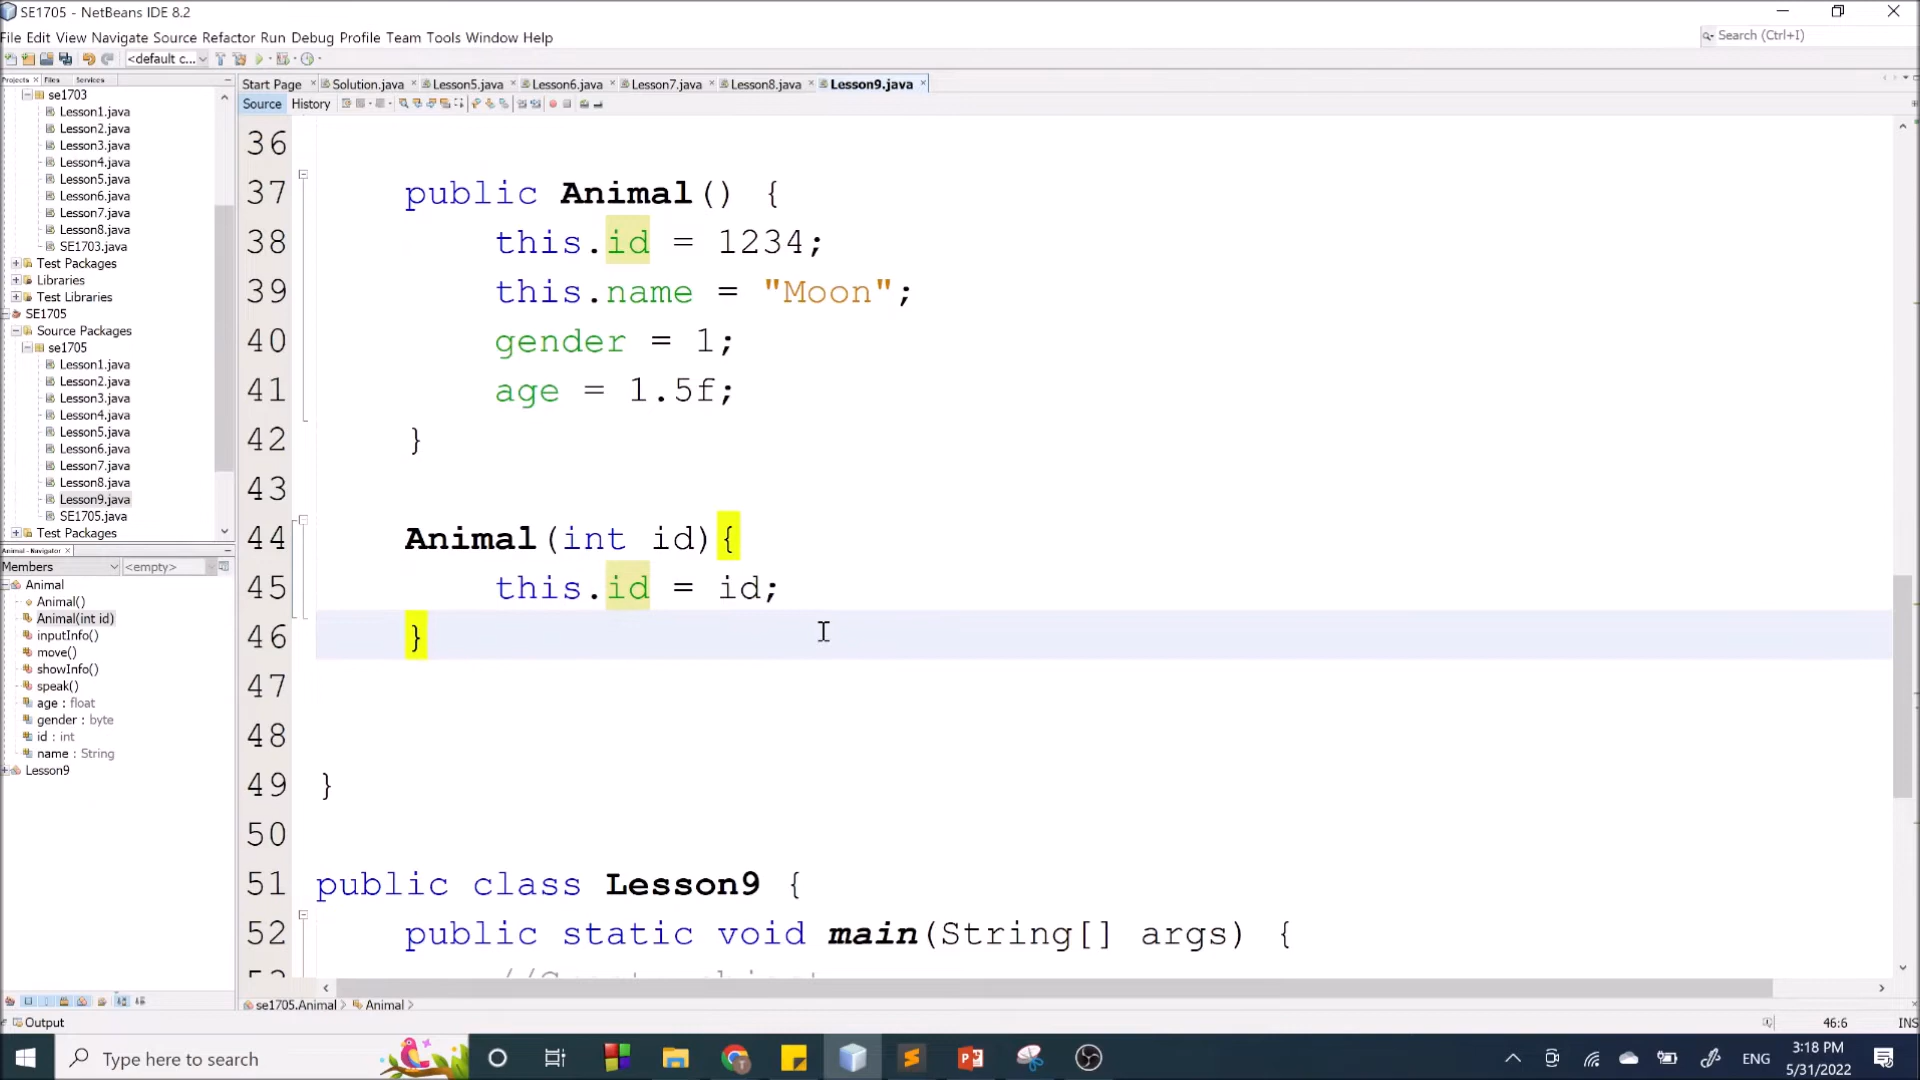 SE1705 - NetBeans IDE 8.2
File Edit View Navigate Source Refactor Run Debug Profile Team Tools Window Help
Search (Ctrl+I)
<default c...
Projects Files Services
Start Page Solution.java Lesson5.java Lesson6.java Lesson7.java Lesson8.java Lesson9.java
Source History
se1703
Lesson1.java
Lesson2.java
Lesson3.java
Lesson4.java
Lesson5.java
Lesson6.java
Lesson7.java
Lesson8.java
SE1703.java
Test Packages
Libraries
Test Libraries
SE1705
Source Packages
se1705
Lesson1.java
Lesson2.java
Lesson3.java
Lesson4.java
Lesson5.java
Lesson6.java
Lesson7.java
Lesson8.java
Lesson9.java
SE1705.java
Test Packages
Animal - Navigator
Members <empty>
Animal
Animal()
Animal(int id)
inputInfo()
move()
showInfo()
speak()
age : float
gender : byte
id : int
name : String
Lesson9
36
37 public Animal() {
38 this.id = 1234;
39 this.name = "Moon";
40 gender = 1;
41 age = 1.5f;
42 }
43
44 Animal(int id){
45 this.id = id;
46 }
47
48
49 }
50
51 public class Lesson9 {
52 public static void main(String[] args) {
se1705.Animal Animal
Output
46:6 INS
Type here to search
ENG
3:18 PM
5/31/2022